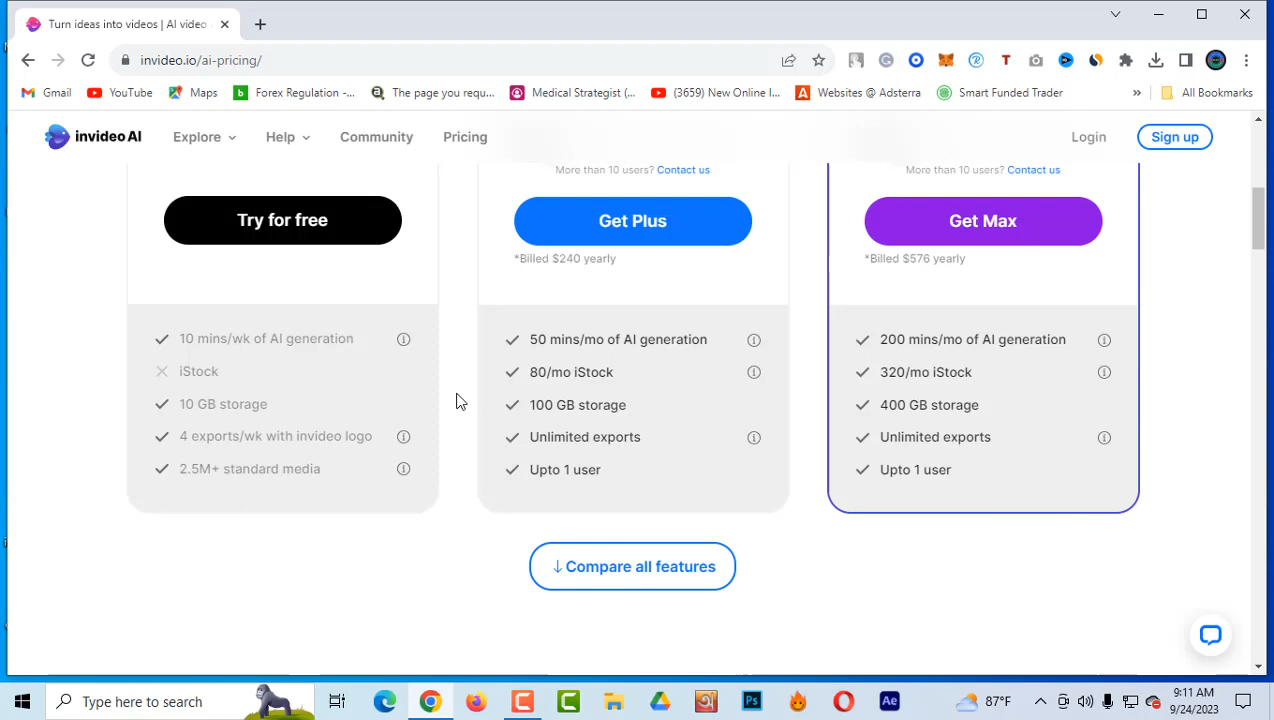 Turn ideas into videos | AI video
invideo.io/ai-pricing/
Gmail
YouTube
Maps
Forex Regulation -...
The page you requ...
Medical Strategist (...
(3659) New Online I...
Websites @ Adsterra
Smart Funded Trader
»
All Bookmarks
invideo AI
Explore
Help
Community
Pricing
Login
Sign up
More than 10 users? Contact us
More than 10 users? Contact us
Try for free
Get Plus
Get Max
*Billed $240 yearly
*Billed $576 yearly
10 mins/wk of AI generation
iStock
10 GB storage
4 exports/wk with invideo logo
2.5M+ standard media
50 mins/mo of AI generation
80/mo iStock
100 GB storage
Unlimited exports
Upto 1 user
200 mins/mo of AI generation
320/mo iStock
400 GB storage
Unlimited exports
Upto 1 user
↓ Compare all features
Type here to search
Ps
Ae
87°F
9:11 AM
9/24/2023